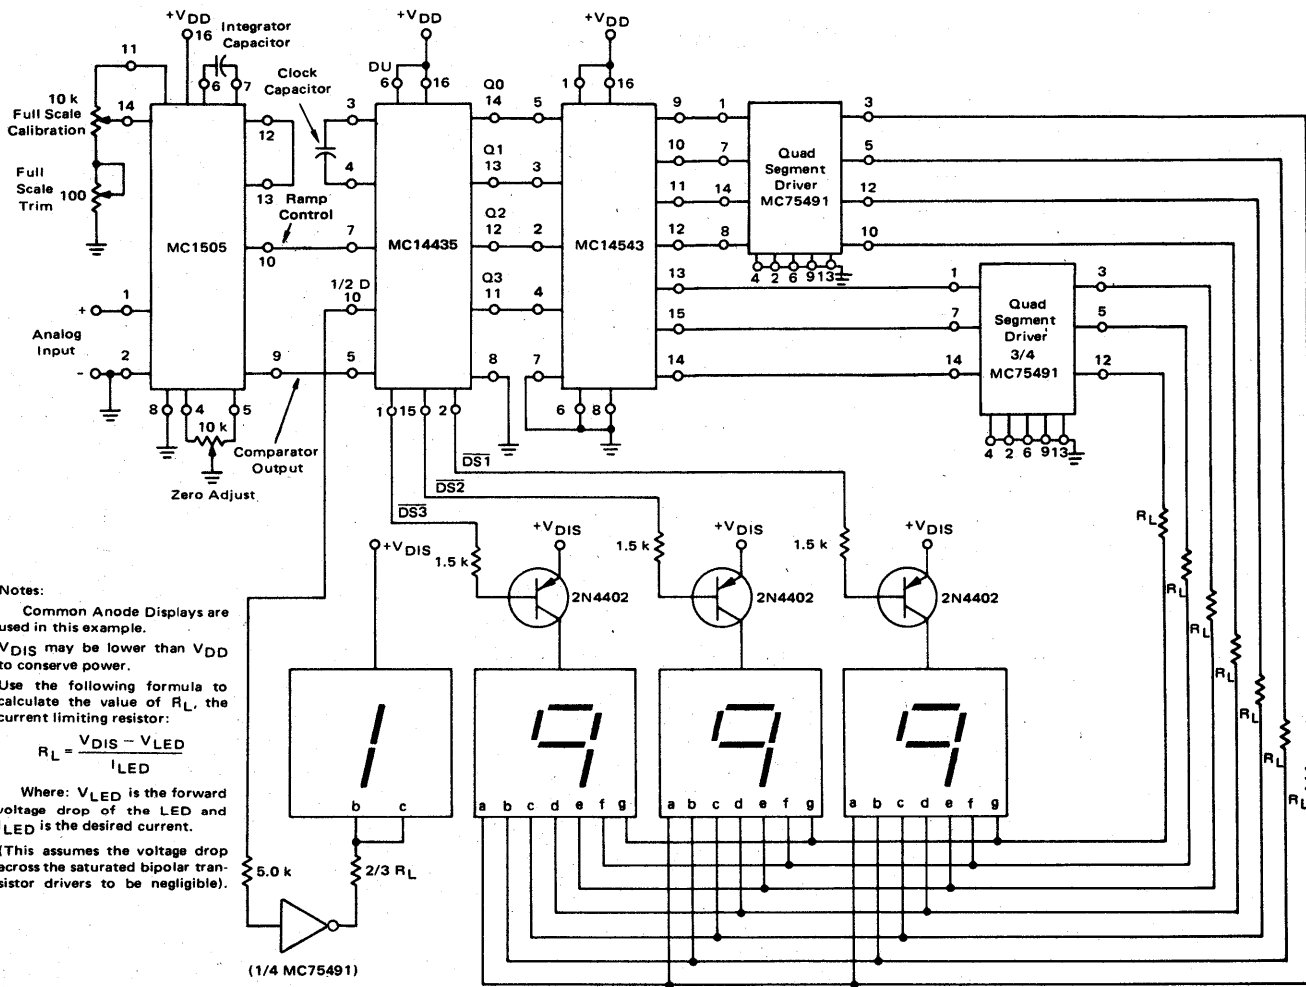 +VDD
16
Integrator
Capacitor
11
6
7
10 k
Full Scale
Calibration
14
Full
Scale
Trim
100
12
13
Ramp
Control
MC1505
10
1
+
Analog
Input
-
2
9
8
4
5
10 k
Zero Adjust
Comparator
Output
Clock
Capacitor
+VDD
DU
6
16
3
4
7
1/2 D
10
5
MC14435
Q0
14
Q1
13
Q2
12
Q3
11
8
1
15
2
DS1
DS2
DS3
+VDD
1
16
5
3
2
4
7
MC14543
6
8
9
10
11
12
13
15
14
1
7
14
8
Quad
Segment
Driver
MC75491
3
5
12
10
4
2
6
9
13
1
7
14
Quad
Segment
Driver
3/4
MC75491
3
5
12
4
2
6
9
13
+VDIS
1.5 k
+VDIS
2N4402
1.5 k
+VDIS
2N4402
1.5 k
+VDIS
2N4402
RL
RL
RL
RL
RL
RL
RL
Notes:
Common Anode Displays are
used in this example.
VDIS may be lower than VDD
to conserve power.
Use the following formula to
calculate the value of RL, the
current limiting resistor:
RL = VDIS − VLED
ILED
Where: VLED is the forward
voltage drop of the LED and
ILED is the desired current.
(This assumes the voltage drop
across the saturated bipolar tran-
sistor drivers to be negligible).
1
9
9
9
b c
a b c d e f g
a b c d e f g
a b c d e f g
5.0 k
2/3 RL
(1/4 MC75491)